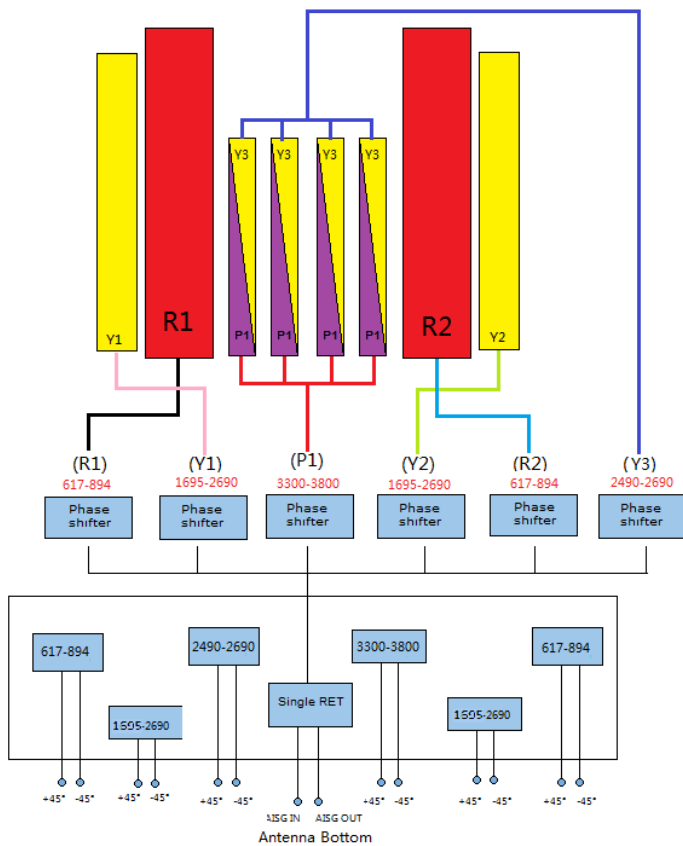 Y3 Y3 Y3 Y3
R1 R2
Y1 P1 P1 P1 P1 Y2
(R1) (Y1) (P1) (Y2) (R2) (Y3)
617-894 1695-2690 3300-3800 1695-2690 617-894 2490-2690
Phase Phase Phase Phase Phase Phase
shifter shifter shifter shifter shifter shifter
617-894 2490-2690 3300-3800 617-894
Single RET
1695-2690 1695-2690
+45° -45° +45° -45° +45° -45° +45° -45° +45° -45° +45° -45°
AISG IN AISG OUT
Antenna Bottom